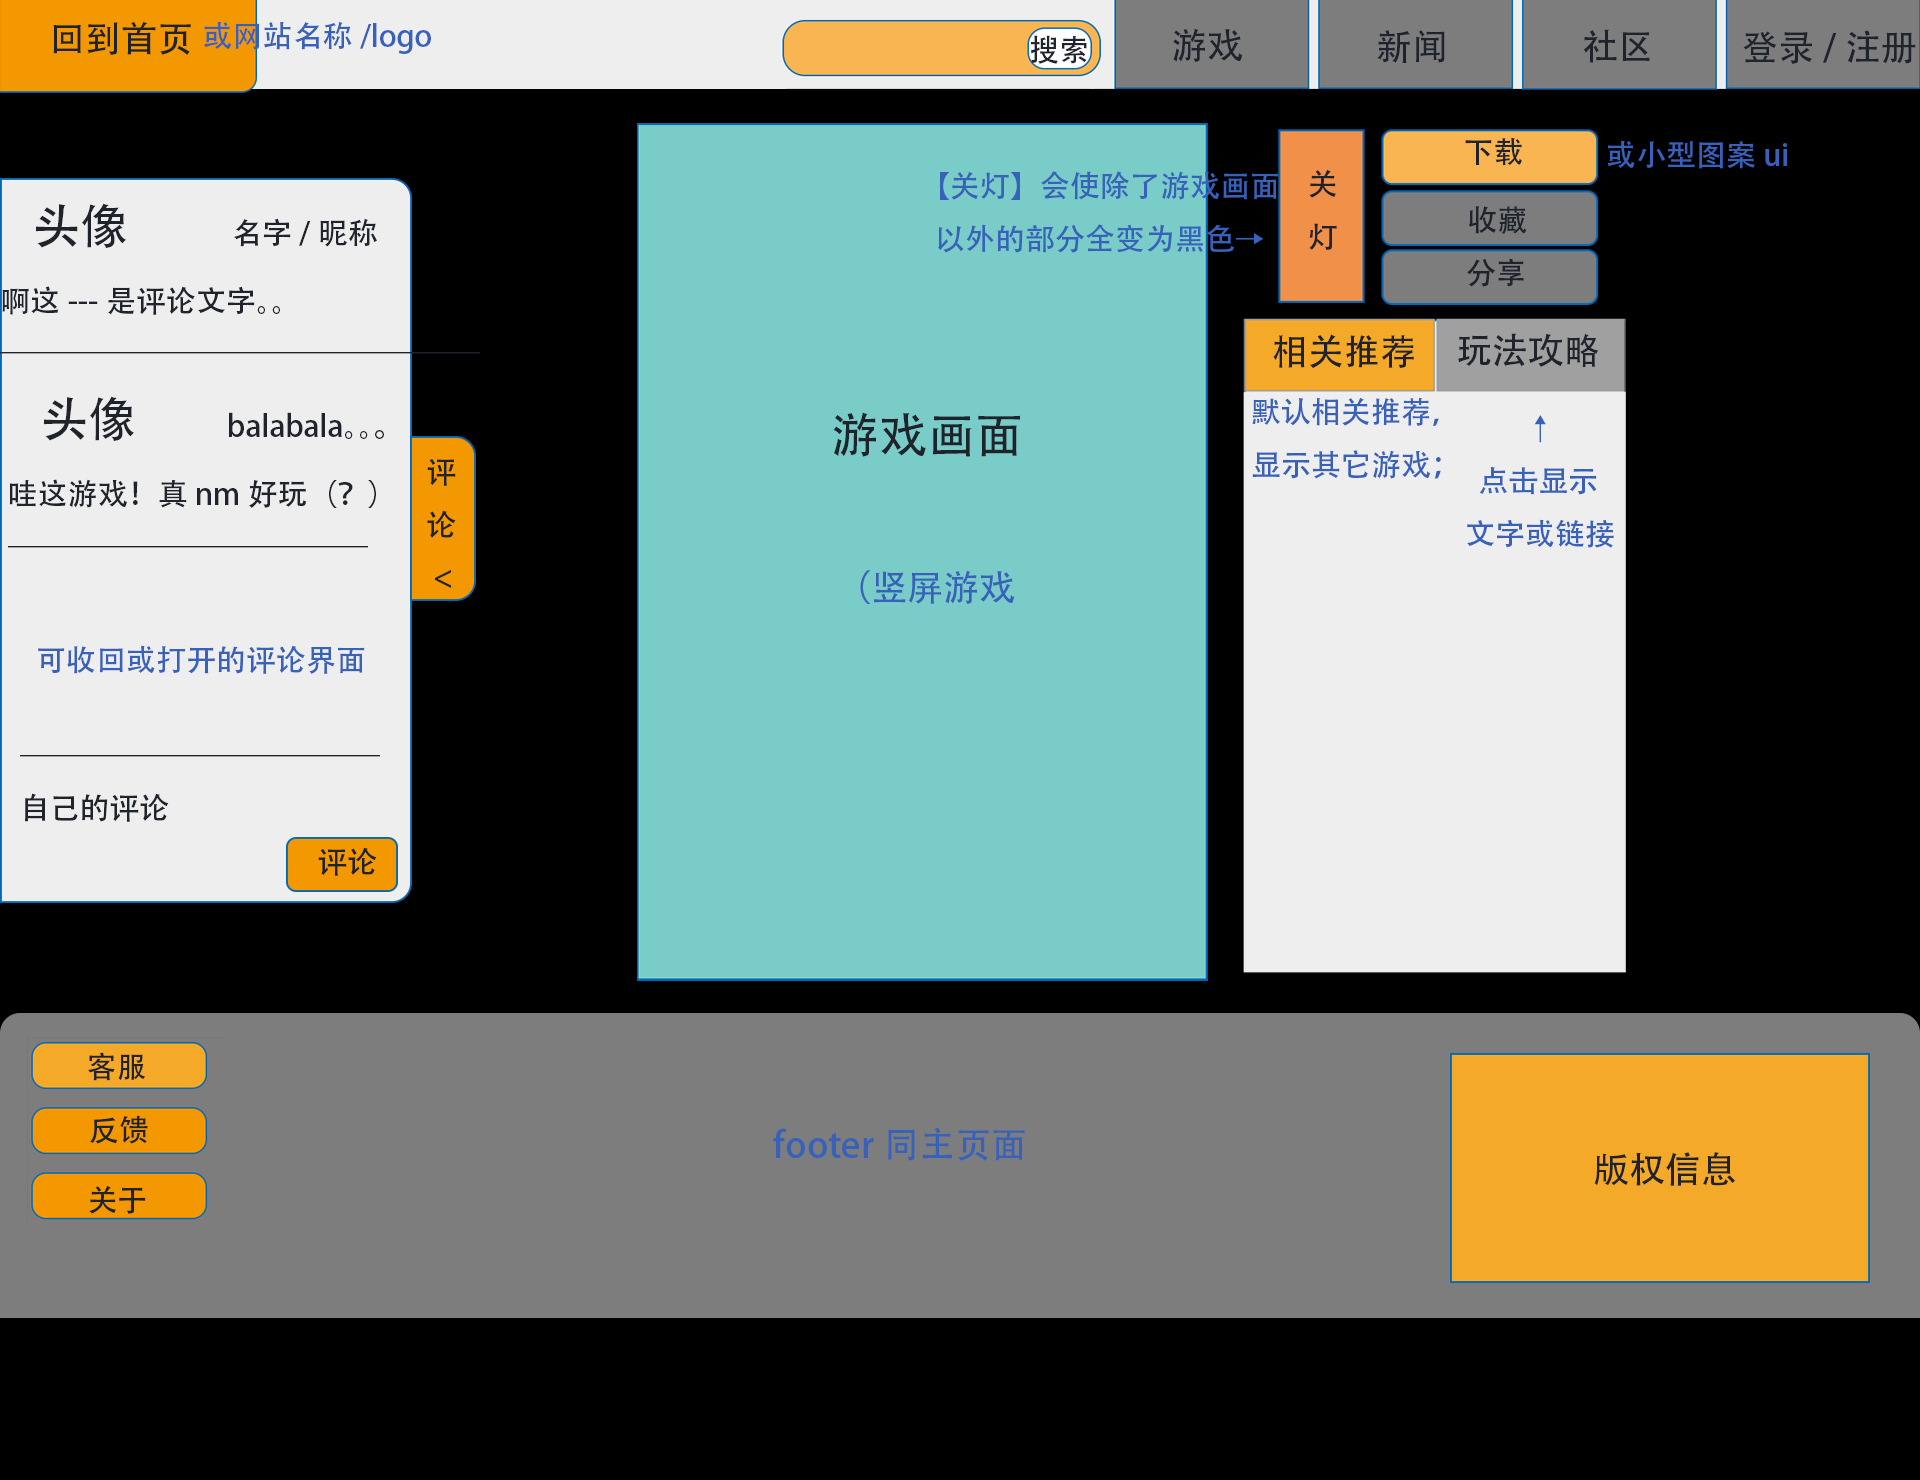 回到首页 或网站名称 /logo
搜索
游戏
新闻
社区
登录 / 注册
头像 名字 / 昵称
啊这 --- 是评论文字。。
头像 balabala。。。
哇这游戏！真 nm 好玩（？）
可收回或打开的评论界面
自己的评论
评论
评
论
<
【关灯】会使除了游戏画面
以外的部分全变为黑色→
游戏画面
（竖屏游戏
关
灯
下载 或小型图案 ui
收藏
分享
相关推荐 玩法攻略
默认相关推荐，
显示其它游戏；
↑
点击显示
文字或链接
客服
反馈
关于
footer 同主页面
版权信息